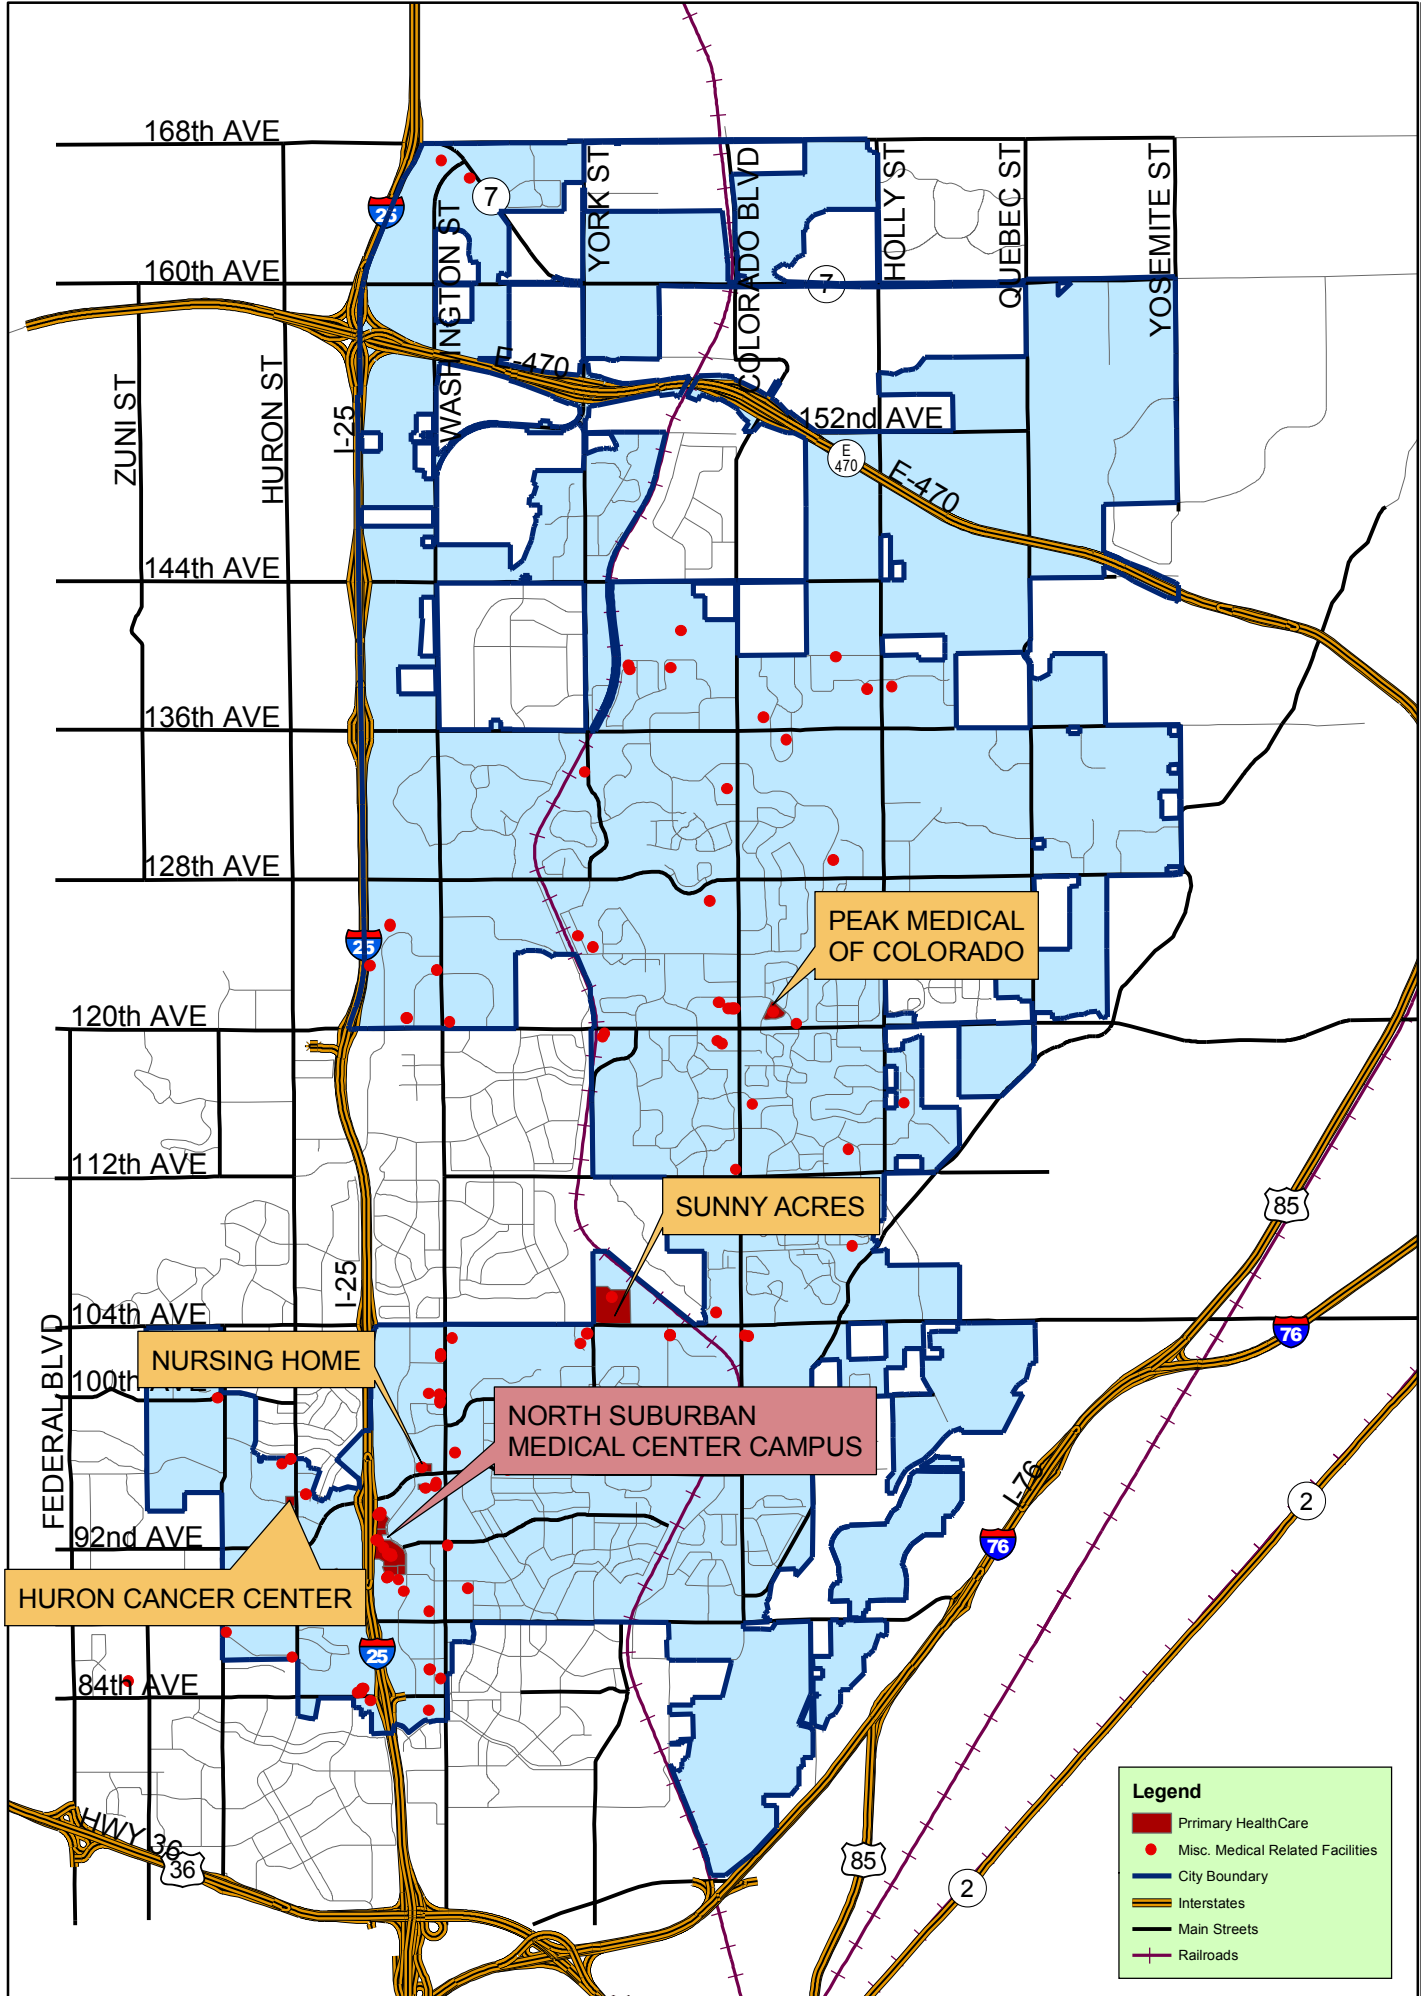 168th AVE
25
7
WASHINGTON ST
YORK ST
COLORADO BLVD
HOLLY ST
QUEBEC ST
YOSEMITE ST
160th AVE
7
ZUNI ST
HURON ST
I-25
E-470
152nd AVE
E
470
E-470
144th AVE
136th AVE
128th AVE
25
PEAK MEDICAL
OF COLORADO
120th AVE
112th AVE
SUNNY ACRES
85
I-25
104th AVE
FEDERAL BLVD
76
NURSING HOME
100th AVE
NORTH SUBURBAN
MEDICAL CENTER CAMPUS
I-76
2
92nd AVE
76
HURON CANCER CENTER
25
84th AVE
HWY 36
36
85
2
Legend
Prrimary HealthCare
Misc. Medical Related Facilities
City Boundary
Interstates
Main Streets
Railroads